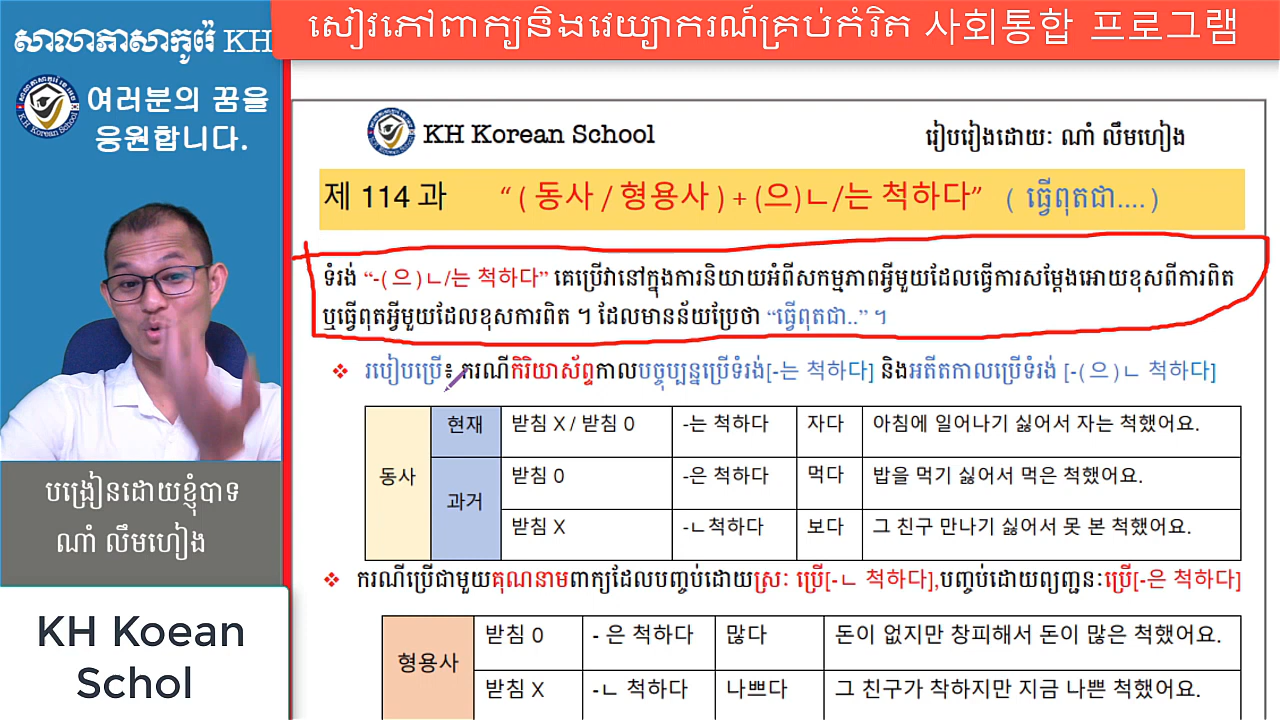 សាលាភាសាកូរ៉េ KH
សៀវភៅពាក្យនិងវេយ្យាករណ៍គ្រប់កំរិត 사회통합 프로그램
여러분의 꿈을
응원합니다.
KH Korean School
រៀបរៀងដោយ: ណាំ លឹមហៀង
제 114 과 “ ( 동사 / 형용사 ) + (으)ㄴ/는 척하다” ( ធ្វើពុតជា.... )
ទំរង់ “-( 으 ) ㄴ/는 척하다” គេប្រើវានៅក្នុងការនិយាយអំពីសកម្មភាពអ្វីមួយដែលធ្វើការសម្តែងអោយខុសពីការពិត
ឬធ្វើពុតអ្វីមួយដែលខុសការពិត ។ ដែលមានន័យប្រែថា “ធ្វើពុតជា..” ។
❖ របៀបប្រើ៖ ករណីកិរិយាស័ព្ទកាលបច្ចុប្បន្នប្រើទំរង់[-는 척하다] និងអតីតកាលប្រើទំរង់ [-( 으 ) ㄴ 척하다]
동사 현재 받침 X / 받침 0 -는 척하다 자다 아침에 일어나기 싫어서 자는 척했어요.
과거 받침 0 -은 척하다 먹다 밥을 먹기 싫어서 먹은 척했어요.
받침 X -ㄴ척하다 보다 그 친구 만나기 싫어서 못 본 척했어요.
❖ ករណីប្រើជាមួយគុណនាមពាក្យដែលបញ្ចប់ដោយស្រៈ ប្រើ[-ㄴ 척하다],បញ្ចប់ដោយព្យញ្ជនៈប្រើ[-은 척하다]
형용사 받침 0 - 은 척하다 많다 돈이 없지만 창피해서 돈이 많은 척했어요.
받침 X -ㄴ 척하다 나쁘다 그 친구가 착하지만 지금 나쁜 척했어요.
បង្រៀនដោយខ្ញុំបាទ
ណាំ លឹមហៀង
KH Koean
Schol